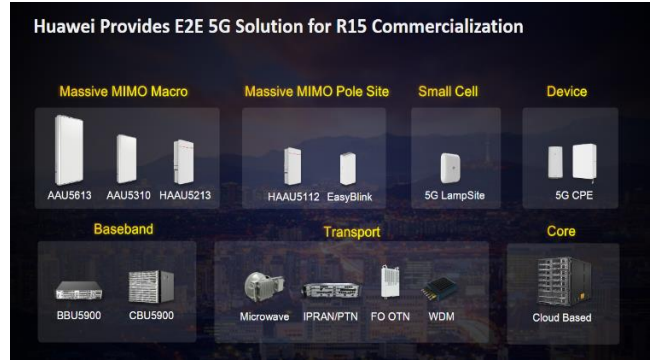 Huawei Provides E2E 5G Solution for R15 Commercialization
Massive MIMO Macro
Massive MIMO Pole Site
Small Cell
Device
AAU5613 AAU5310 HAAU5213
HAAU5112 EasyBlink
5G LampSite
5G CPE
Baseband
Transport
Core
BBU5900 CBU5900
Microwave IPRAN/PTN FO OTN WDM
Cloud Based